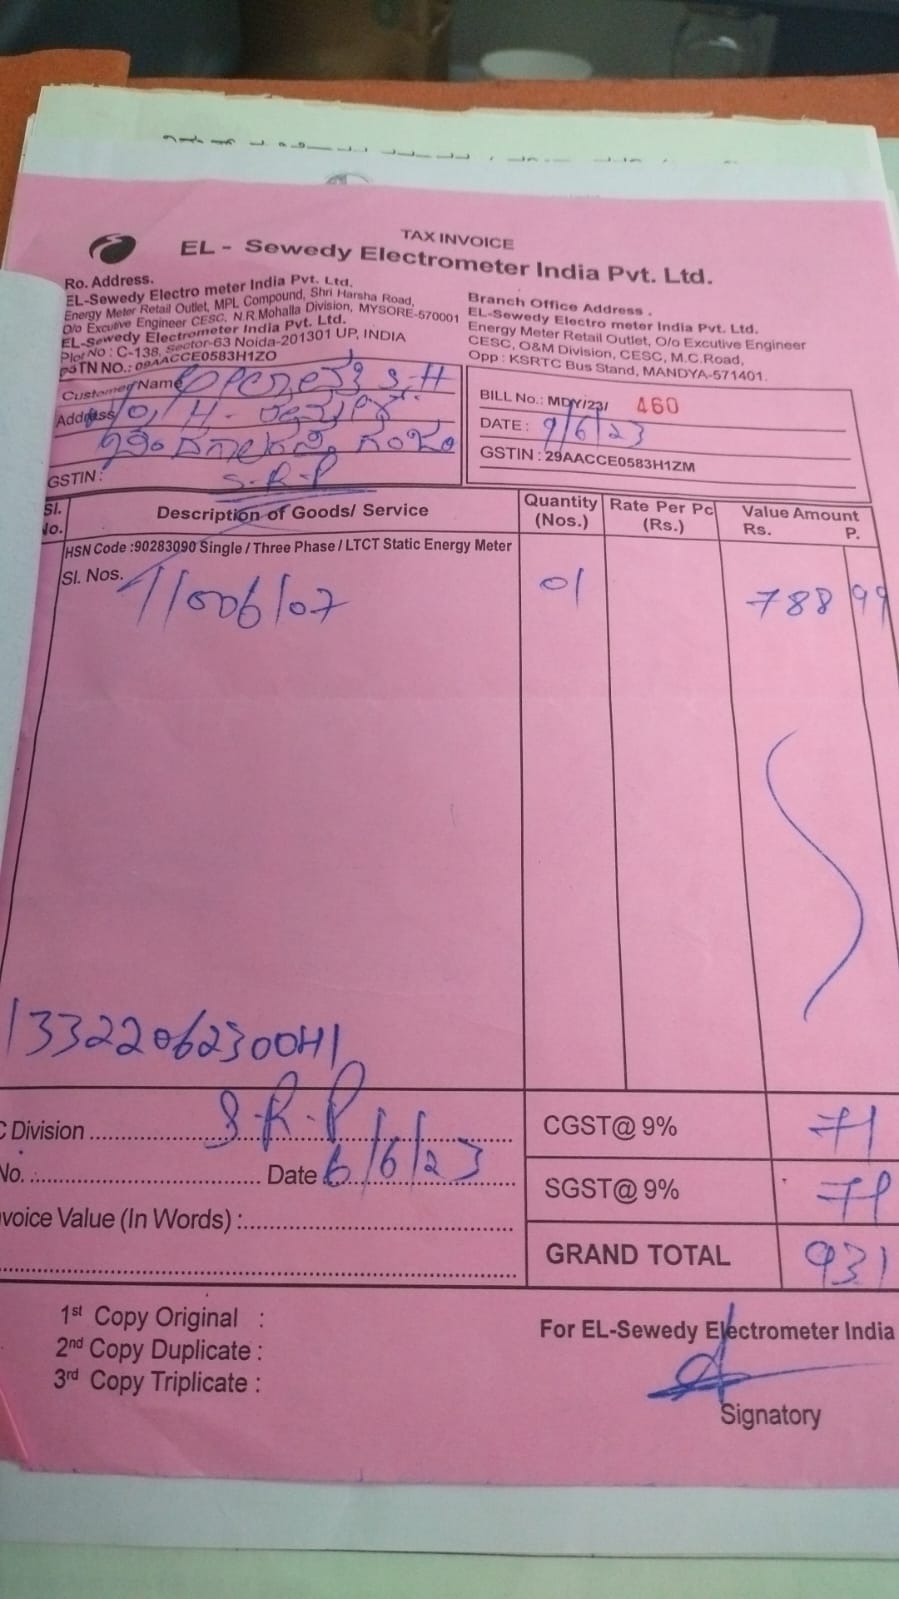 TAX INVOICE
EL - Sewedy Electrometer India Pvt. Ltd.
Ro. Address.
EL-Sewedy Electro meter India Pvt. Ltd.
Energy Meter Retail Outlet, MPL Compound, Shri Harsha Road,
O/o Excutive Engineer CESC, N.R.Mohalla Division, MYSORE-570001
EL-Sewedy Electrometer India Pvt. Ltd.
Plor No : C-138, Sector-63 Noida-201301 UP, INDIA
GSTN NO.: 09AACCE0583H1ZO
Branch Office Address .
EL-Sewedy Electro meter India Pvt. Ltd.
Energy Meter Retail Outlet, O/o Excutive Engineer
CESC, O&M Division, CESC, M.C.Road,
Opp : KSRTC Bus Stand, MANDYA-571401.
Customer Name
Address
GSTIN : S.R.P
BILL No.: MDY/23/ 460
DATE : 9/6/23
GSTIN : 29AACCE0583H1ZM
Sl. No. Description of Goods/ Service Quantity (Nos.) Rate Per Pc (Rs.) Value Amount Rs. P.
HSN Code :90283090 Single / Three Phase / LTCT Static Energy Meter
Sl. Nos. 01 788 99
C Division S.R.P
No. Date 6/6/23
voice Value (In Words) :
CGST@ 9% 71
SGST@ 9% 71
GRAND TOTAL 931
1st Copy Original :
2nd Copy Duplicate :
3rd Copy Triplicate :
For EL-Sewedy Electrometer India
Signatory